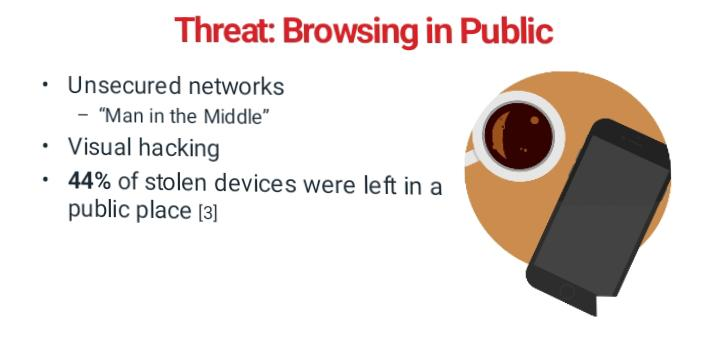 Threat: Browsing in Public
• Unsecured networks
– “Man in the Middle”
• Visual hacking
• 44% of stolen devices were left in a
public place [3]